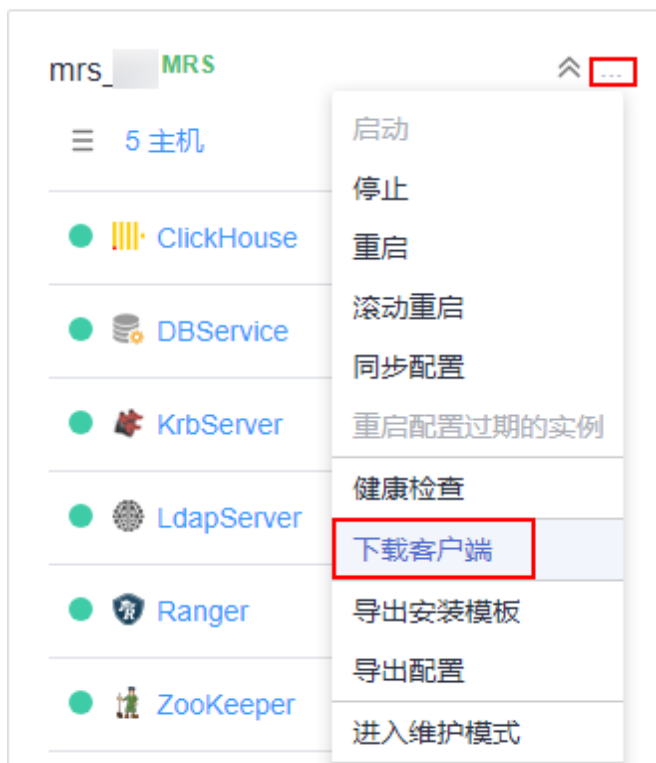 mrs_ MRS
...
5 主机
ClickHouse
DBService
KrbServer
LdapServer
Ranger
ZooKeeper
启动
停止
重启
滚动重启
同步配置
重启配置过期的实例
健康检查
下载客户端
导出安装模板
导出配置
进入维护模式